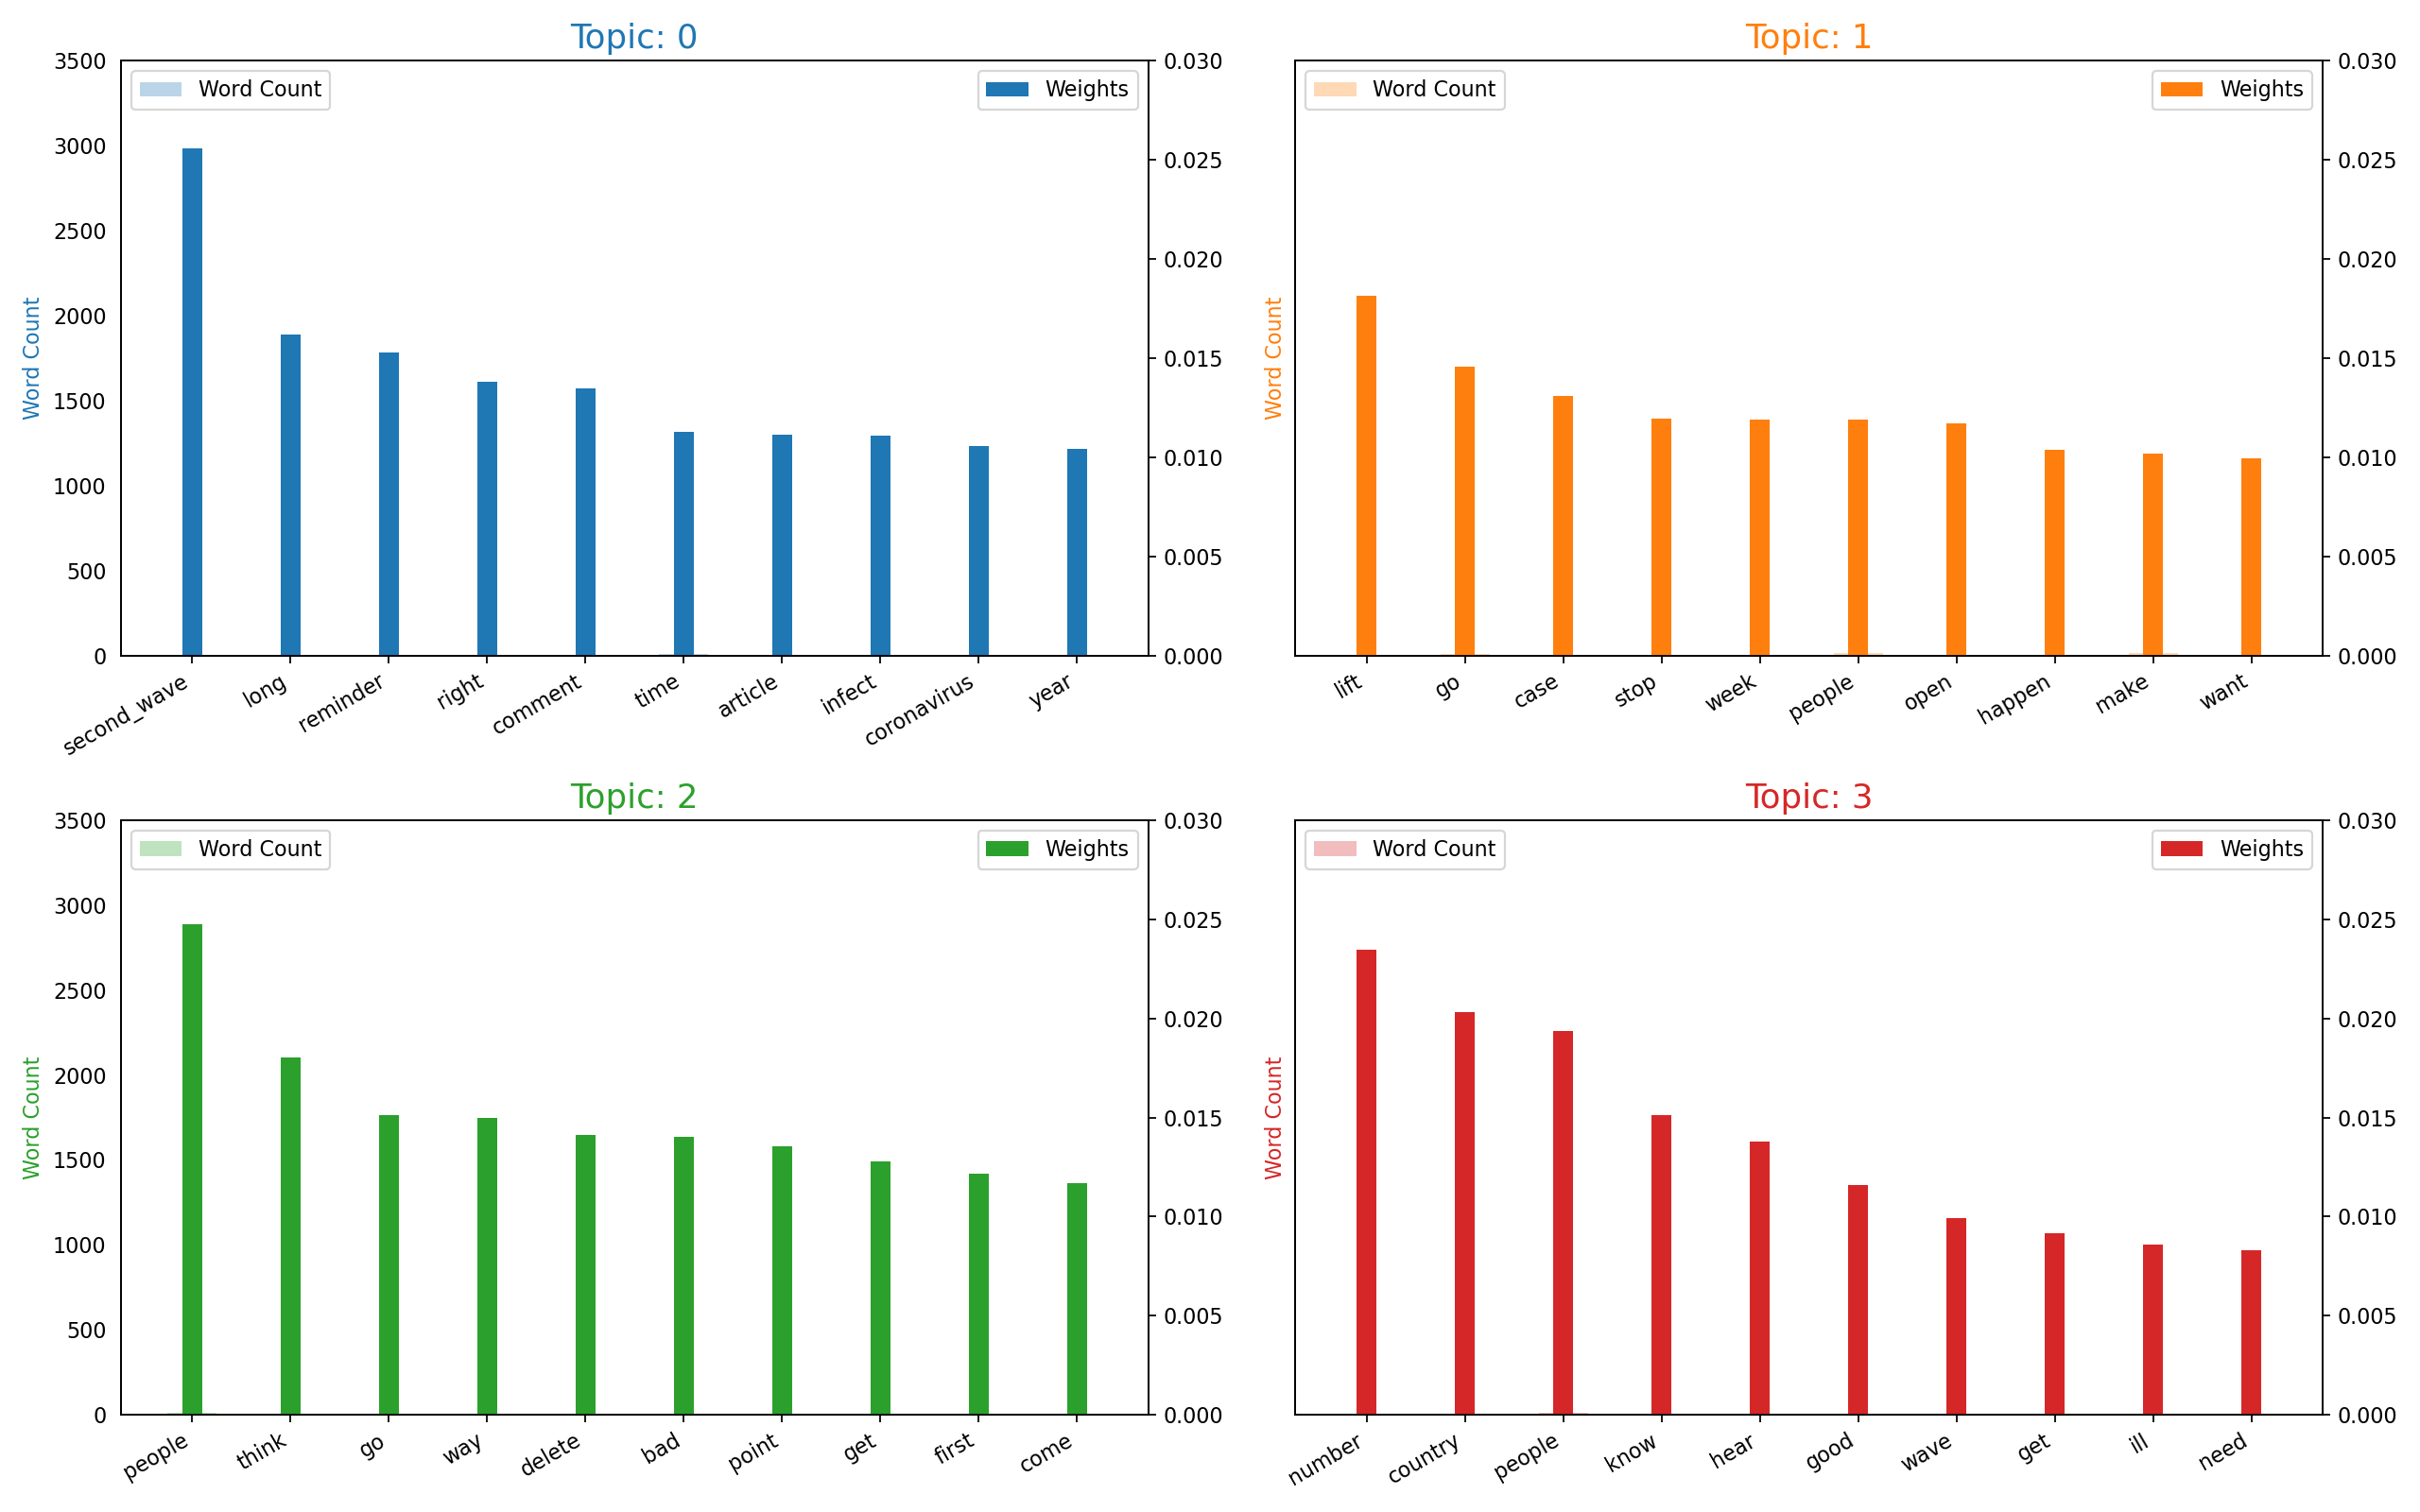 Topic: 0
Word Count
Weights
Word Count
3500
3000
2500
2000
1500
1000
500
0
0.030
0.025
0.020
0.015
0.010
0.005
0.000
second_wave
long
reminder
right
comment
time
article
infect
coronavirus
year
Topic: 1
Word Count
Weights
Word Count
0.030
0.025
0.020
0.015
0.010
0.005
0.000
lift
go
case
stop
week
people
open
happen
make
want
Topic: 2
Word Count
Weights
Word Count
3500
3000
2500
2000
1500
1000
500
0
0.030
0.025
0.020
0.015
0.010
0.005
0.000
people
think
go
way
delete
bad
point
get
first
come
Topic: 3
Word Count
Weights
Word Count
0.030
0.025
0.020
0.015
0.010
0.005
0.000
number
country
people
know
hear
good
wave
get
ill
need